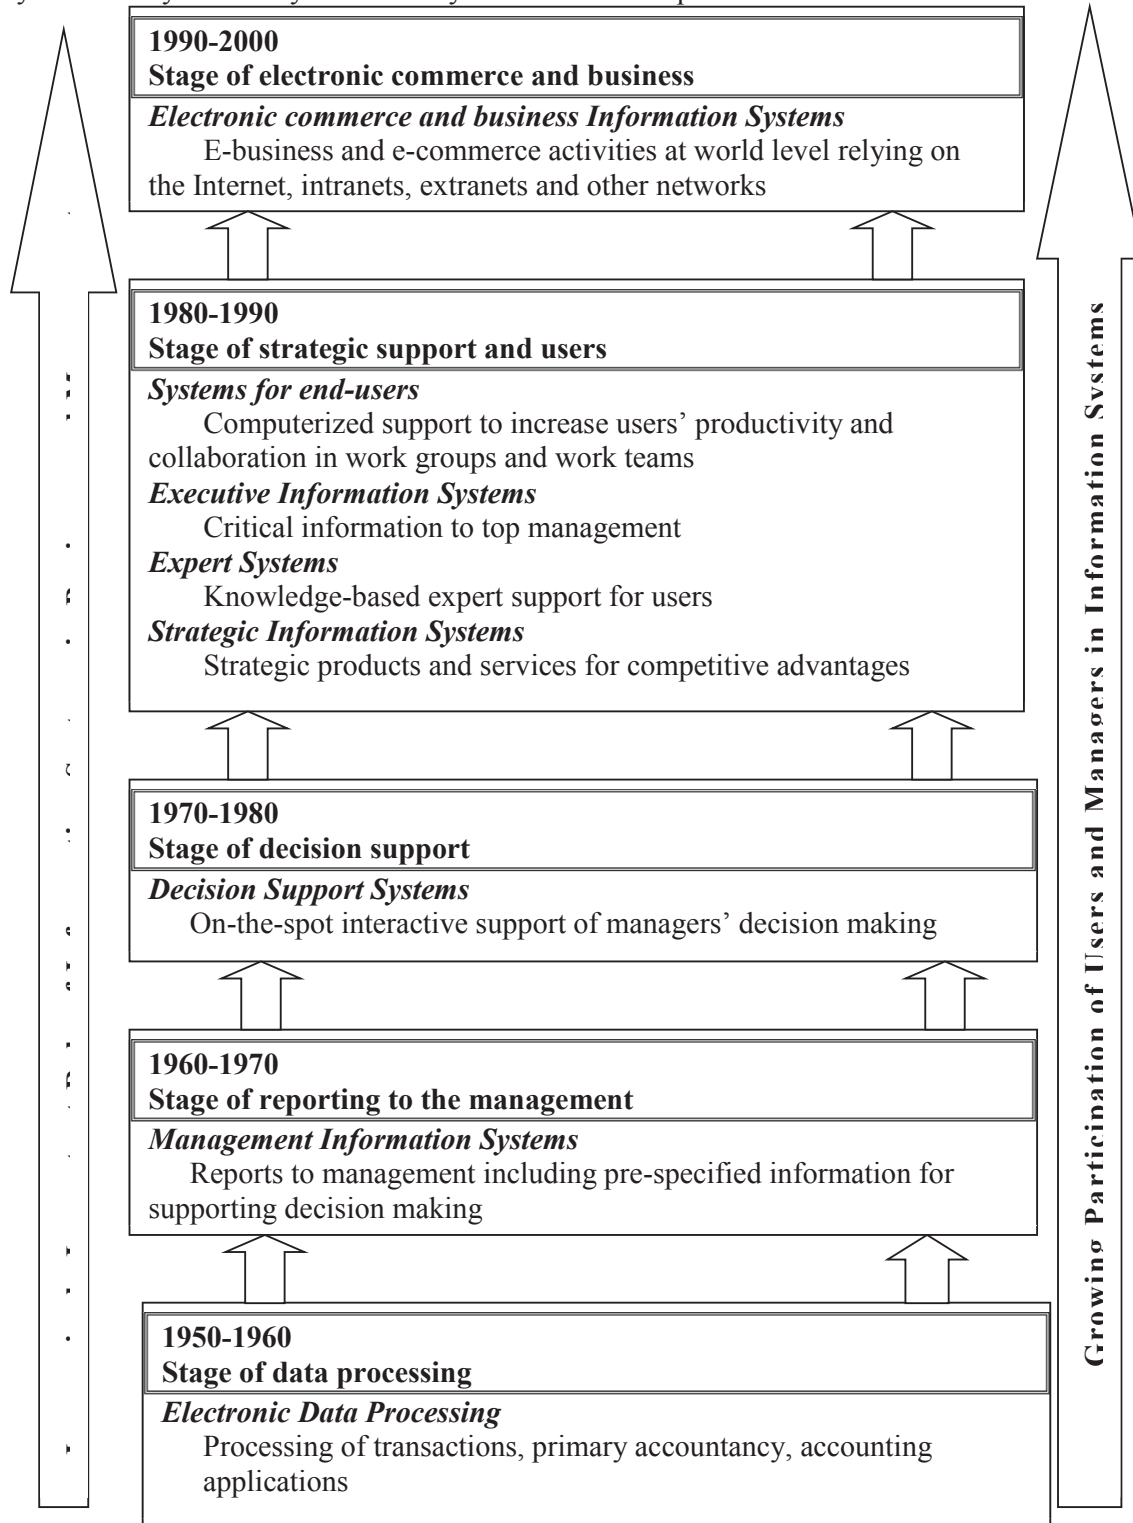 1990-2000
Stage of electronic commerce and business
Electronic commerce and business Information Systems
E-business and e-commerce activities at world level relying on
the Internet, intranets, extranets and other networks
1980-1990
Stage of strategic support and users
Systems for end-users
Computerized support to increase users’ productivity and
collaboration in work groups and work teams
Executive Information Systems
Critical information to top management
Expert Systems
Knowledge-based expert support for users
Strategic Information Systems
Strategic products and services for competitive advantages
1970-1980
Stage of decision support
Decision Support Systems
On-the-spot interactive support of managers’ decision making
1960-1970
Stage of reporting to the management
Management Information Systems
Reports to management including pre-specified information for
supporting decision making
1950-1960
Stage of data processing
Electronic Data Processing
Processing of transactions, primary accountancy, accounting
applications
Growing Participation of Users and Managers in Information Systems